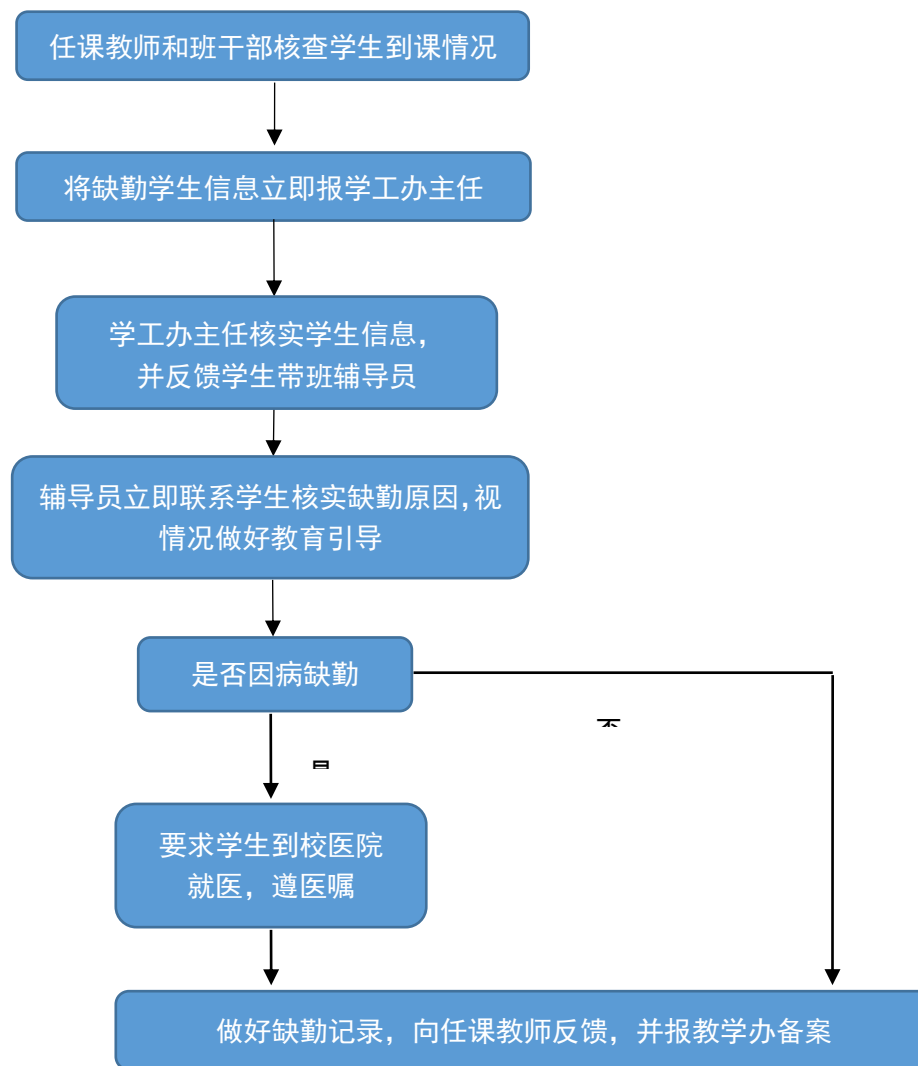 任课教师和班干部核查学生到课情况
将缺勤学生信息立即报学工办主任
学工办主任核实学生信息，
并反馈学生带班辅导员
辅导员立即联系学生核实缺勤原因,视
情况做好教育引导
是否因病缺勤
要求学生到校医院
就医，遵医嘱
做好缺勤记录，向任课教师反馈，并报教学办备案